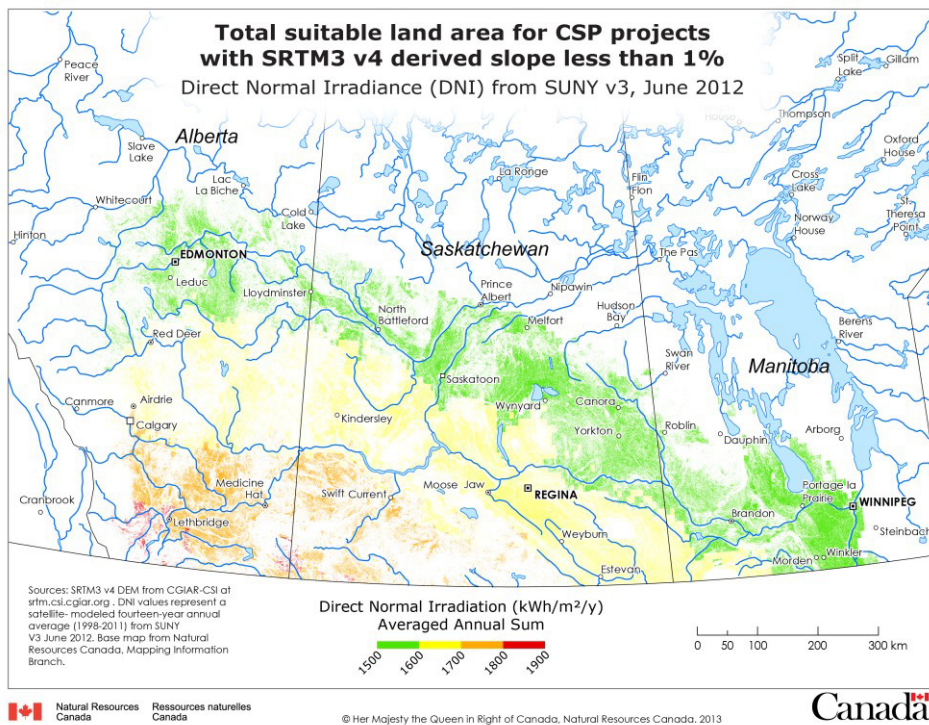 Total suitable land area for CSP projects
with SRTM3 v4 derived slope less than 1%
Direct Normal Irradiance (DNI) from SUNY v3, June 2012
Peace
River
Split
Lake
Gillam
House
Thompson
Alberta
Slave
Lake
Oxford
House
Lac
La Biche
La Ronge
Flin
Flon
Cross
Lake
Whitecourt
Cold
Lake
Norway
House
St.
Theresa
Point
Hinton
Saskatchewan
EDMONTON
The Pas
Leduc
Lloydminster
Prince
Albert
Nipawin
North
Battleford
Hudson
Bay
Melfort
Berens
River
Red Deer
Swan
River
Manitoba
Saskatoon
Canmore
Airdrie
Wynyard
Canora
Calgary
Kindersley
Yorkton
Roblin
Dauphin
Arborg
Medicine
Hat
Swift Current
Moose Jaw
REGINA
Portage la
Prairie
WINNIPEG
Cranbrook
Lethbridge
Brandon
Steinbach
Weyburn
Morden
Winkler
Estevan
Sources: SRTM3 v4 DEM from CGIAR-CSI at
srtm.csi.cgiar.org . DNI values represent a
satellite- modeled fourteen-year annual
average (1998-2011) from SUNY
V3 June 2012. Base map from Natural
Resources Canada, Mapping Information
Branch.
Direct Normal Irradiation (kWh/m²/y)
Averaged Annual Sum
1500 1600 1700 1800 1900
0 50 100 200 300 km
Natural Resources
Canada
Ressources naturelles
Canada
© Her Majesty the Queen in Right of Canada, Natural Resources Canada. 2013
Canada